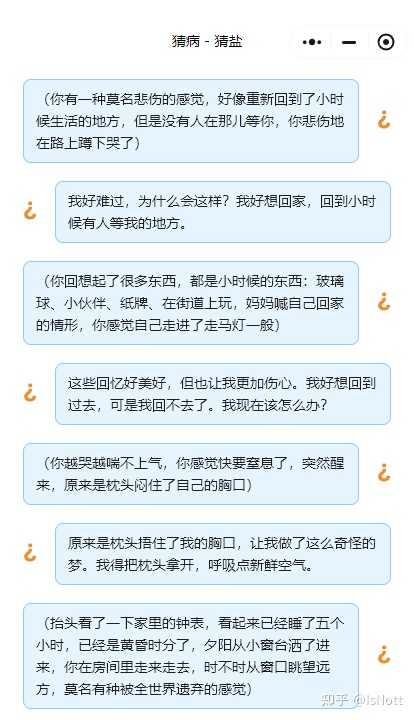 猜病 - 猜盐
（你有一种莫名悲伤的感觉，好像重新回到了小时
候生活的地方，但是没有人在那儿等你，你悲伤地
在路上蹲下哭了）
¿
¿
我好难过，为什么会这样？我好想回家，回到小时
候有人等我的地方。
（你回想起了很多东西，都是小时候的东西：玻璃
球、小伙伴、纸牌、在街道上玩，妈妈喊自己回家
的情形，你感觉自己走进了走马灯一般）
¿
¿
这些回忆好美好，但也让我更加伤心。我好想回到
过去，可是我回不去了。我现在该怎么办？
（你越哭越喘不上气，你感觉快要窒息了，突然醒
来，原来是枕头闷住了自己的胸口）
¿
¿
原来是枕头捂住了我的胸口，让我做了这么奇怪的
梦。我得把枕头拿开，呼吸点新鲜空气。
（抬头看了一下家里的钟表，看起来已经睡了五个
小时，已经是黄昏时分了，夕阳从小窗台洒了进
来，你在房间里走来走去，时不时从窗口眺望远
方，莫名有种被全世界遗弃的感觉）
¿
知乎 @IsNott